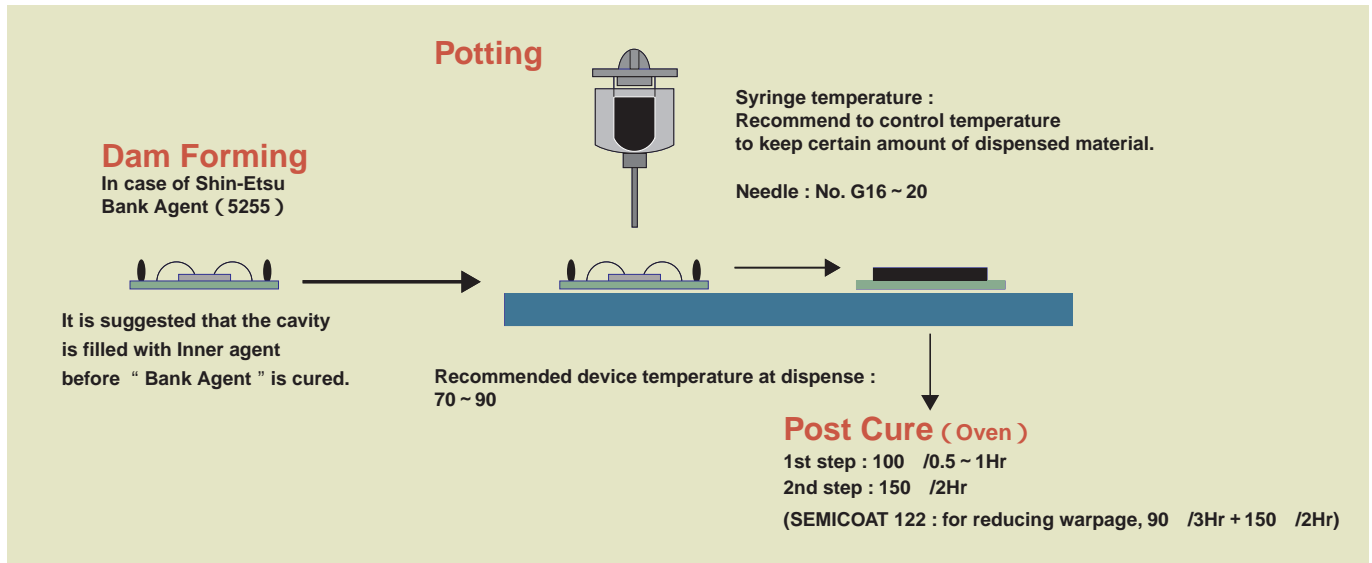 Dam Forming
In case of Shin-Etsu
Bank Agent（5255）
It is suggested that the cavity
is filled with Inner agent
before “ Bank Agent ” is cured.
Potting
Syringe temperature :
Recommend to control temperature
to keep certain amount of dispensed material.
Needle : No. G16 ~ 20
Recommended device temperature at dispense :
70 ~ 90
Post Cure（Oven）
1st step : 100   /0.5 ~ 1Hr
2nd step : 150   /2Hr
(SEMICOAT 122 : for reducing warpage, 90   /3Hr + 150   /2Hr)